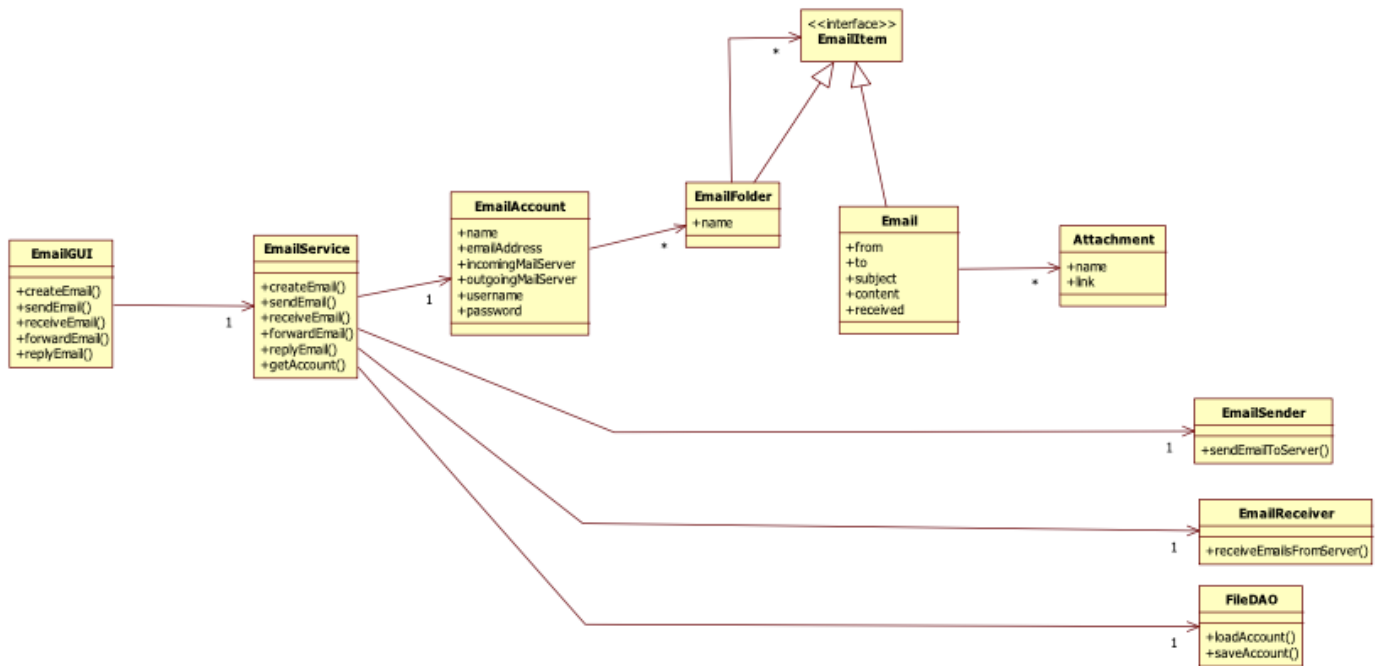 <<interface>>
EmailItem
*
EmailFolder
+name
*
EmailAccount
+name
+emailAddress
+incomingMailServer
+outgoingMailServer
+username
+password
1
Email
+from
+to
+subject
+content
+received
Attachment
+name
+link
*
EmailGUI
+createEmail()
+sendEmail()
+receiveEmail()
+forwardEmail()
+replyEmail()
1
EmailService
+createEmail()
+sendEmail()
+receiveEmail()
+forwardEmail()
+replyEmail()
+getAccount()
EmailSender
+sendEmailToServer()
1
EmailReceiver
+receiveEmailsFromServer()
1
FileDAO
+loadAccount()
+saveAccount()
1